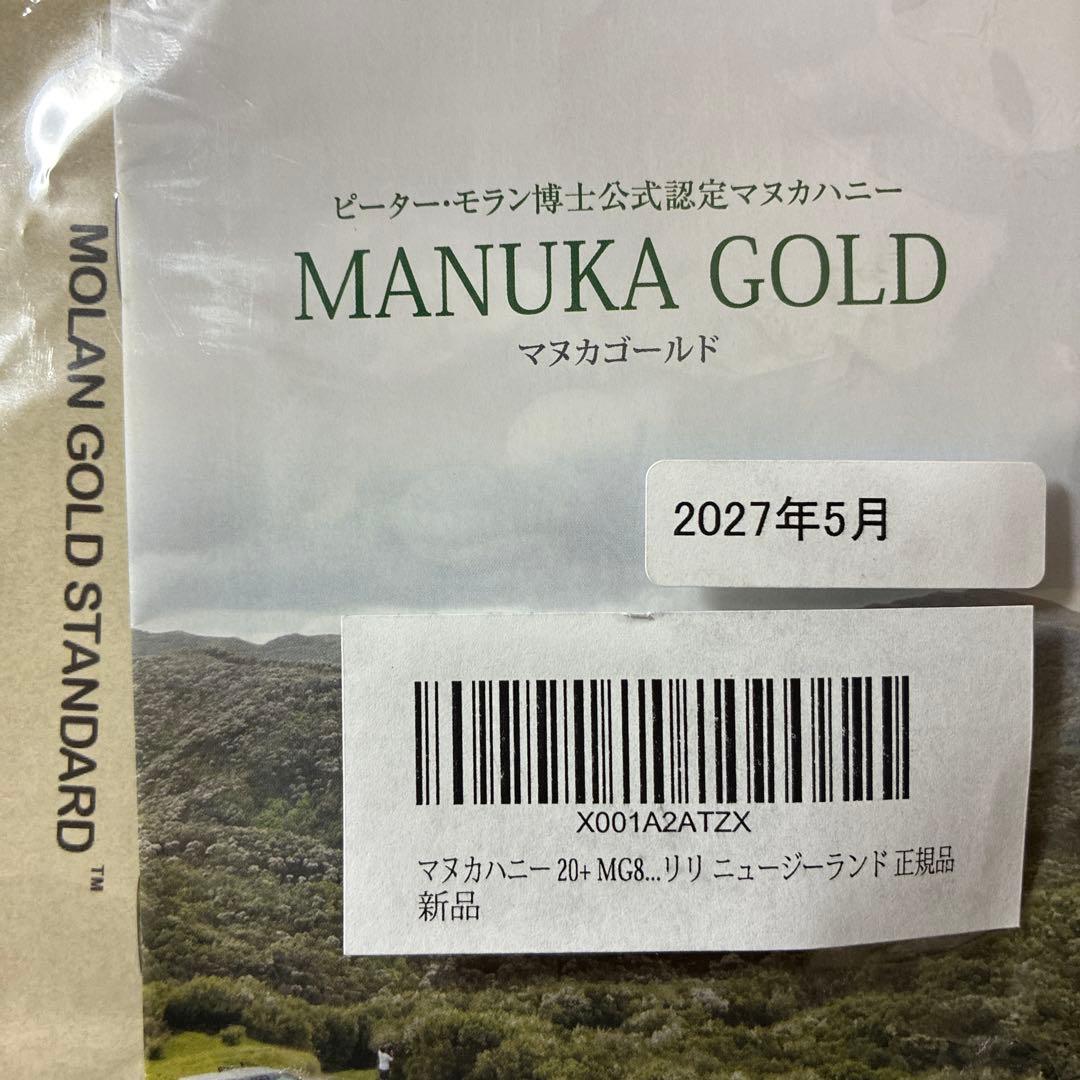 MOLAN GOLD STANDARD™
ピーター・モラン博士公式認定マヌカハニー
MANUKA GOLD
マヌカゴールド
2027年5月
X001A2ATZX
マヌカハニー 20+ MG8...リリ ニュージーランド 正規品
新品